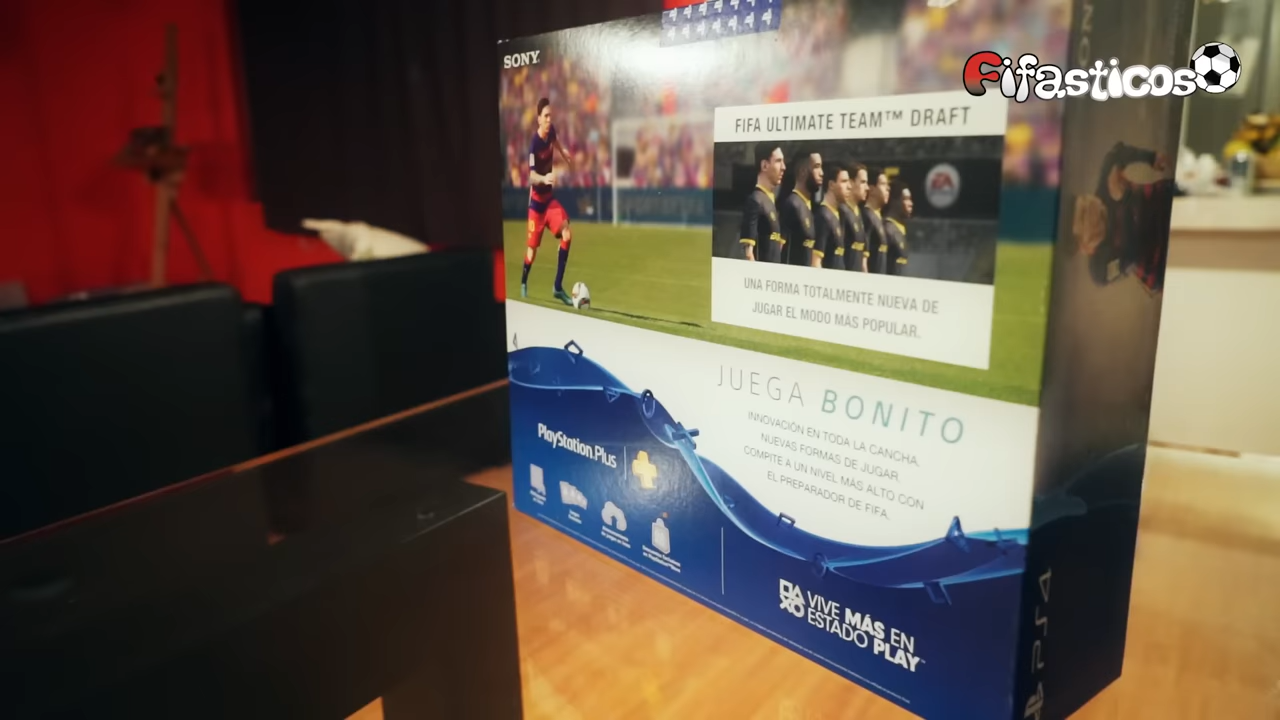 SONY
Fifasticos
FIFA ULTIMATE TEAM™ DRAFT
UNA FORMA TOTALMENTE NUEVA DE
JUGAR EL MODO MÁS POPULAR.
JUEGA BONITO
INNOVACIÓN EN TODA LA CANCHA.
NUEVAS FORMAS DE JUGAR.
COMPITE A UN NIVEL MÁS ALTO CON
EL PREPARADOR DE FIFA.
PlayStation.Plus
VIVE MÁS EN
ESTADO PLAY™
PS4